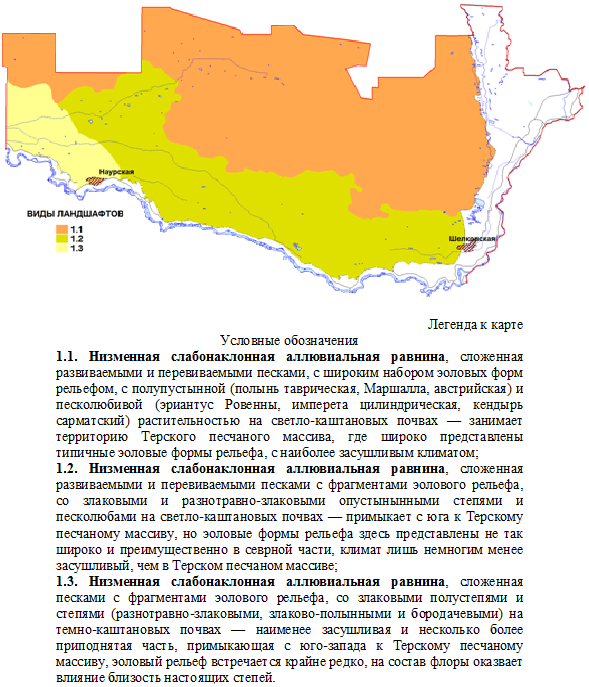 Наурская
ВИДЫ ЛАНДШАФТОВ
1.1
1.2
1.3
Шелковская
Легенда к карте
Условные обозначения
1.1. Низменная слабонаклонная аллювиальная равнина, сложенная
развиваемыми и перевиваемыми песками, с широким набором эоловых форм
рельефом, с полупустынной (полынь таврическая, Маршалла, австрийская) и
песколюбивой (эриантус Ровенны, имперета цилиндрическая, кендырь
сарматский) растительностью на светло-каштановых почвах — занимает
территорию Терского песчаного массива, где широко представлены
типичные эоловые формы рельефа, с наиболее засушливым климатом;
1.2. Низменная слабонаклонная аллювиальная равнина, сложенная
развиваемыми и перевиваемыми песками с фрагментами эолового рельефа,
со злаковыми и разнотравно-злаковыми опустынынными степями и
песколюбами на светло-каштановых почвах — примыкает с юга к Терскому
песчаному массиву, но эоловые формы рельефа здесь представлены не так
широко и преимущественно в севрной части, климат лишь немногим менее
засушливый, чем в Терском песчаном массиве;
1.3. Низменная слабонаклонная аллювиальная равнина, сложенная
песками с фрагментами эолового рельефа, со злаковыми полустепями и
степями (разнотравно-злаковыми, злаково-полынными и бородачевыми) на
темно-каштановых почвах — наименее засушливая и несколько более
приподнятая часть, примыкающая с юго-запада к Терскому песчаному
массиву, эоловый рельеф встречается крайне редко, на состав флоры оказвает
влияние близость настоящих степей.